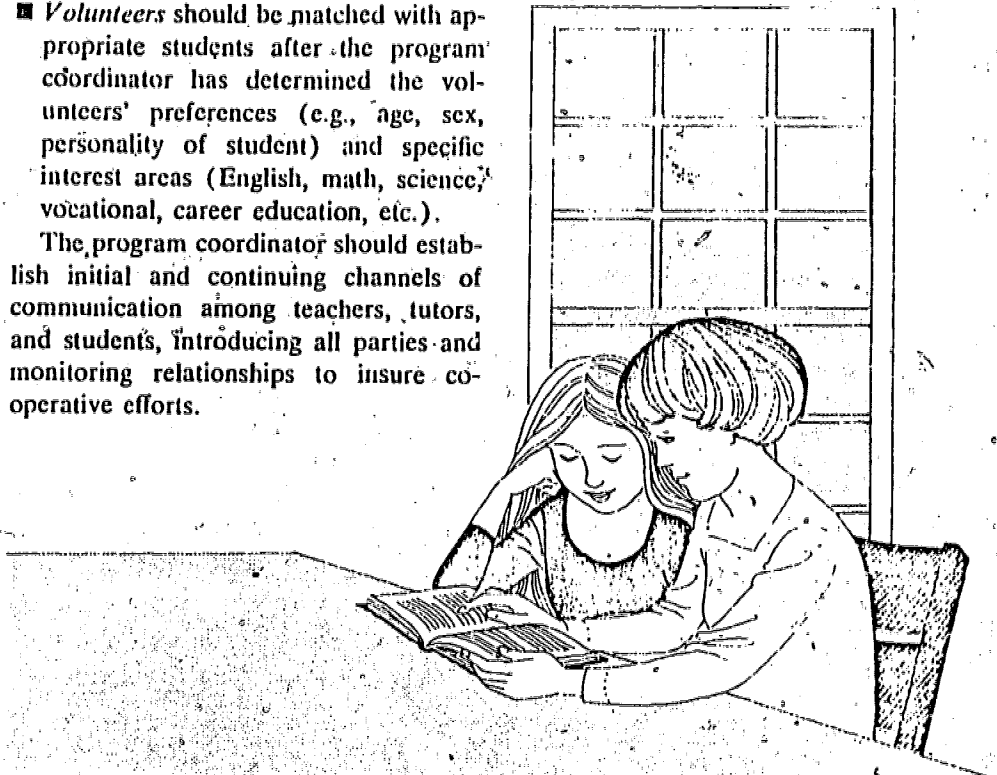 ■ Volunteers should be matched with ap-
propriate students after the program
coordinator has determined the vol-
unteers' preferences (e.g., age, sex,
personality of student) and specific
interest areas (English, math, science,
vocational, career education, etc.).
The program coordinator should estab-
lish initial and continuing channels of
communication among teachers, tutors,
and students, introducing all parties and
monitoring relationships to insure co-
operative efforts.